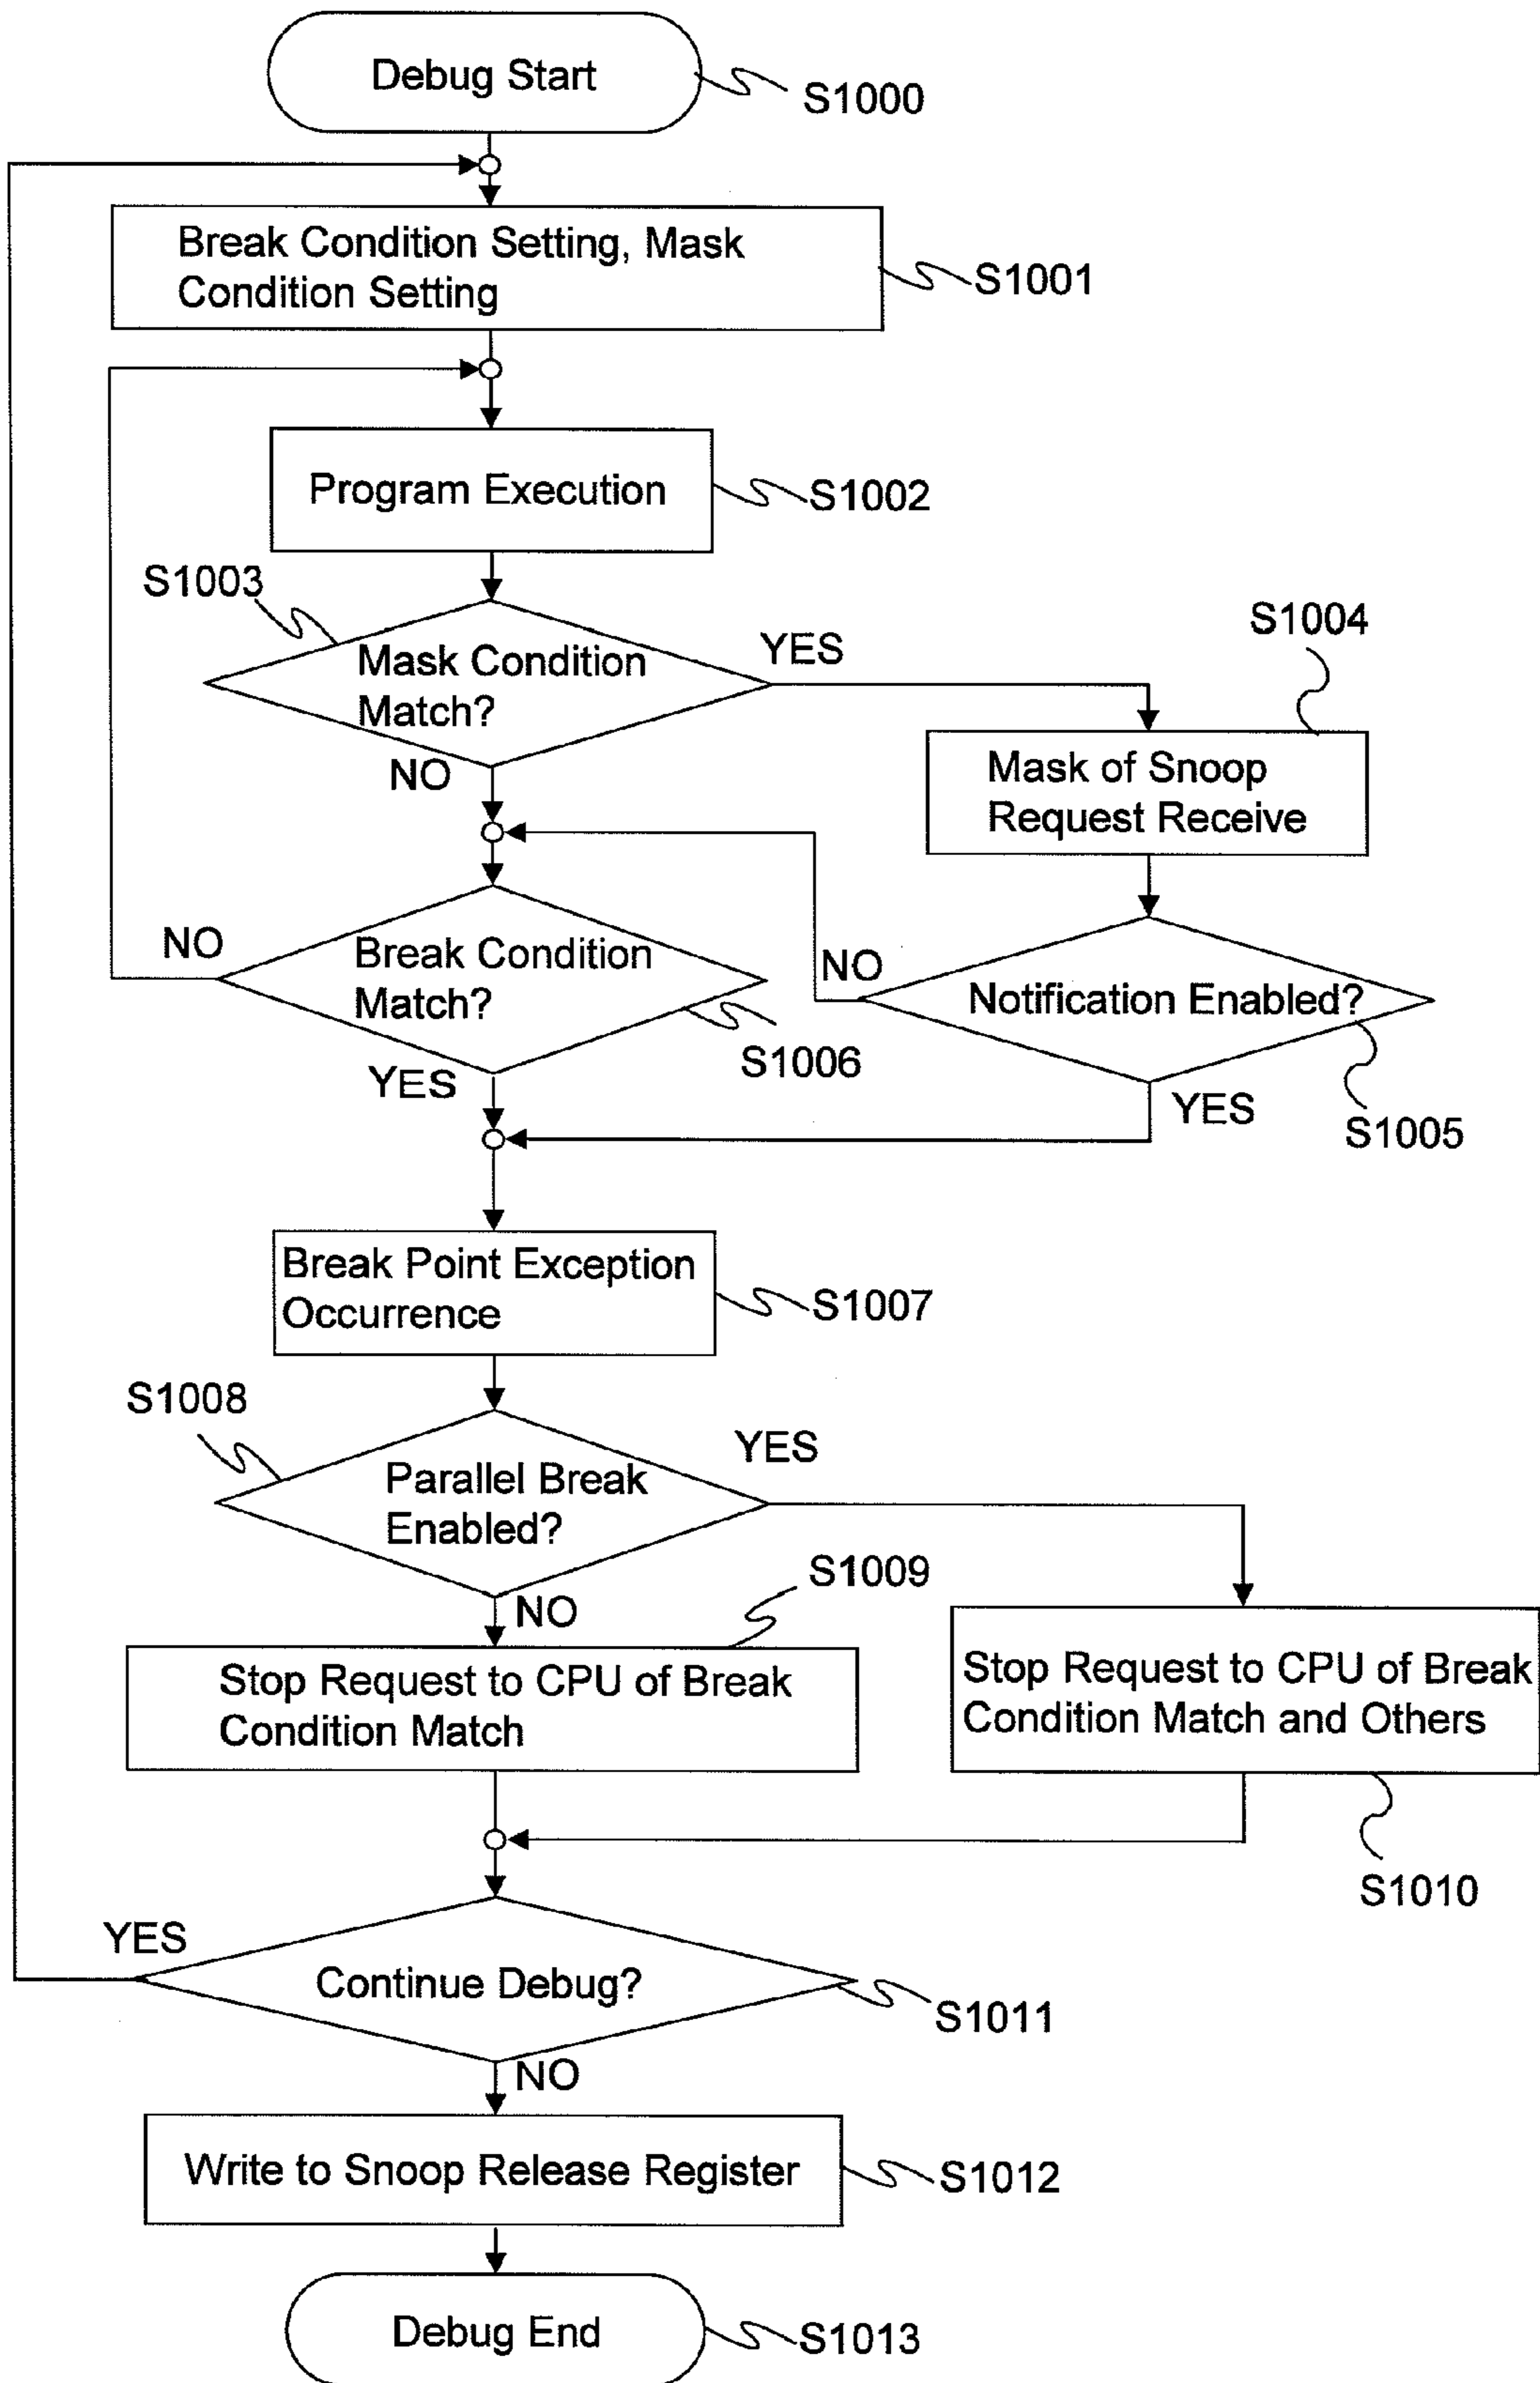 Debug Start
S1000
Break Condition Setting, Mask
Condition Setting
S1001
Program Execution
S1002
S1003
Mask Condition
Match?
YES
NO
S1004
Mask of Snoop
Request Receive
NO
Break Condition
Match?
S1006
YES
NO
Notification Enabled?
YES
S1005
Break Point Exception
Occurrence
S1007
S1008
Parallel Break
Enabled?
YES
NO
S1009
Stop Request to CPU of Break
Condition Match
Stop Request to CPU of Break
Condition Match and Others
S1010
YES
Continue Debug?
S1011
NO
Write to Snoop Release Register
S1012
Debug End
S1013